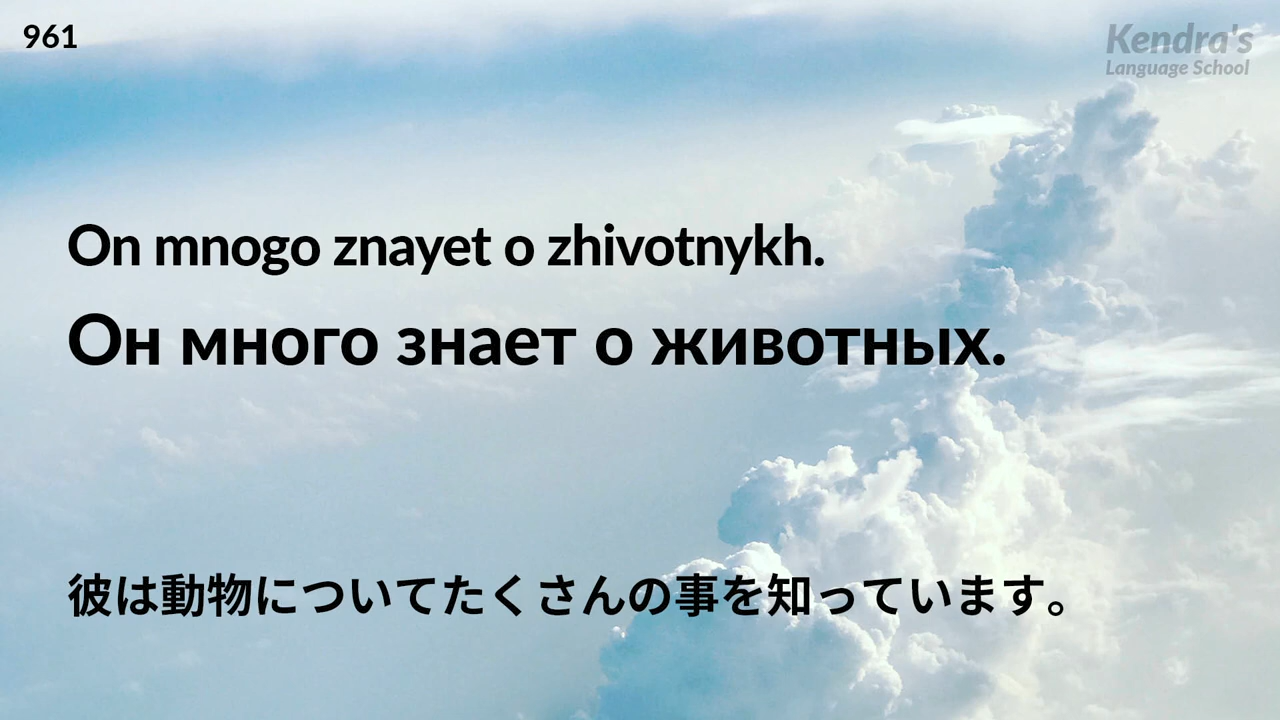 961
Kendra's
Language School
On mnogo znayet o zhivotnykh.
Он много знает о животных.
彼は動物についてたくさんの事を知っています。